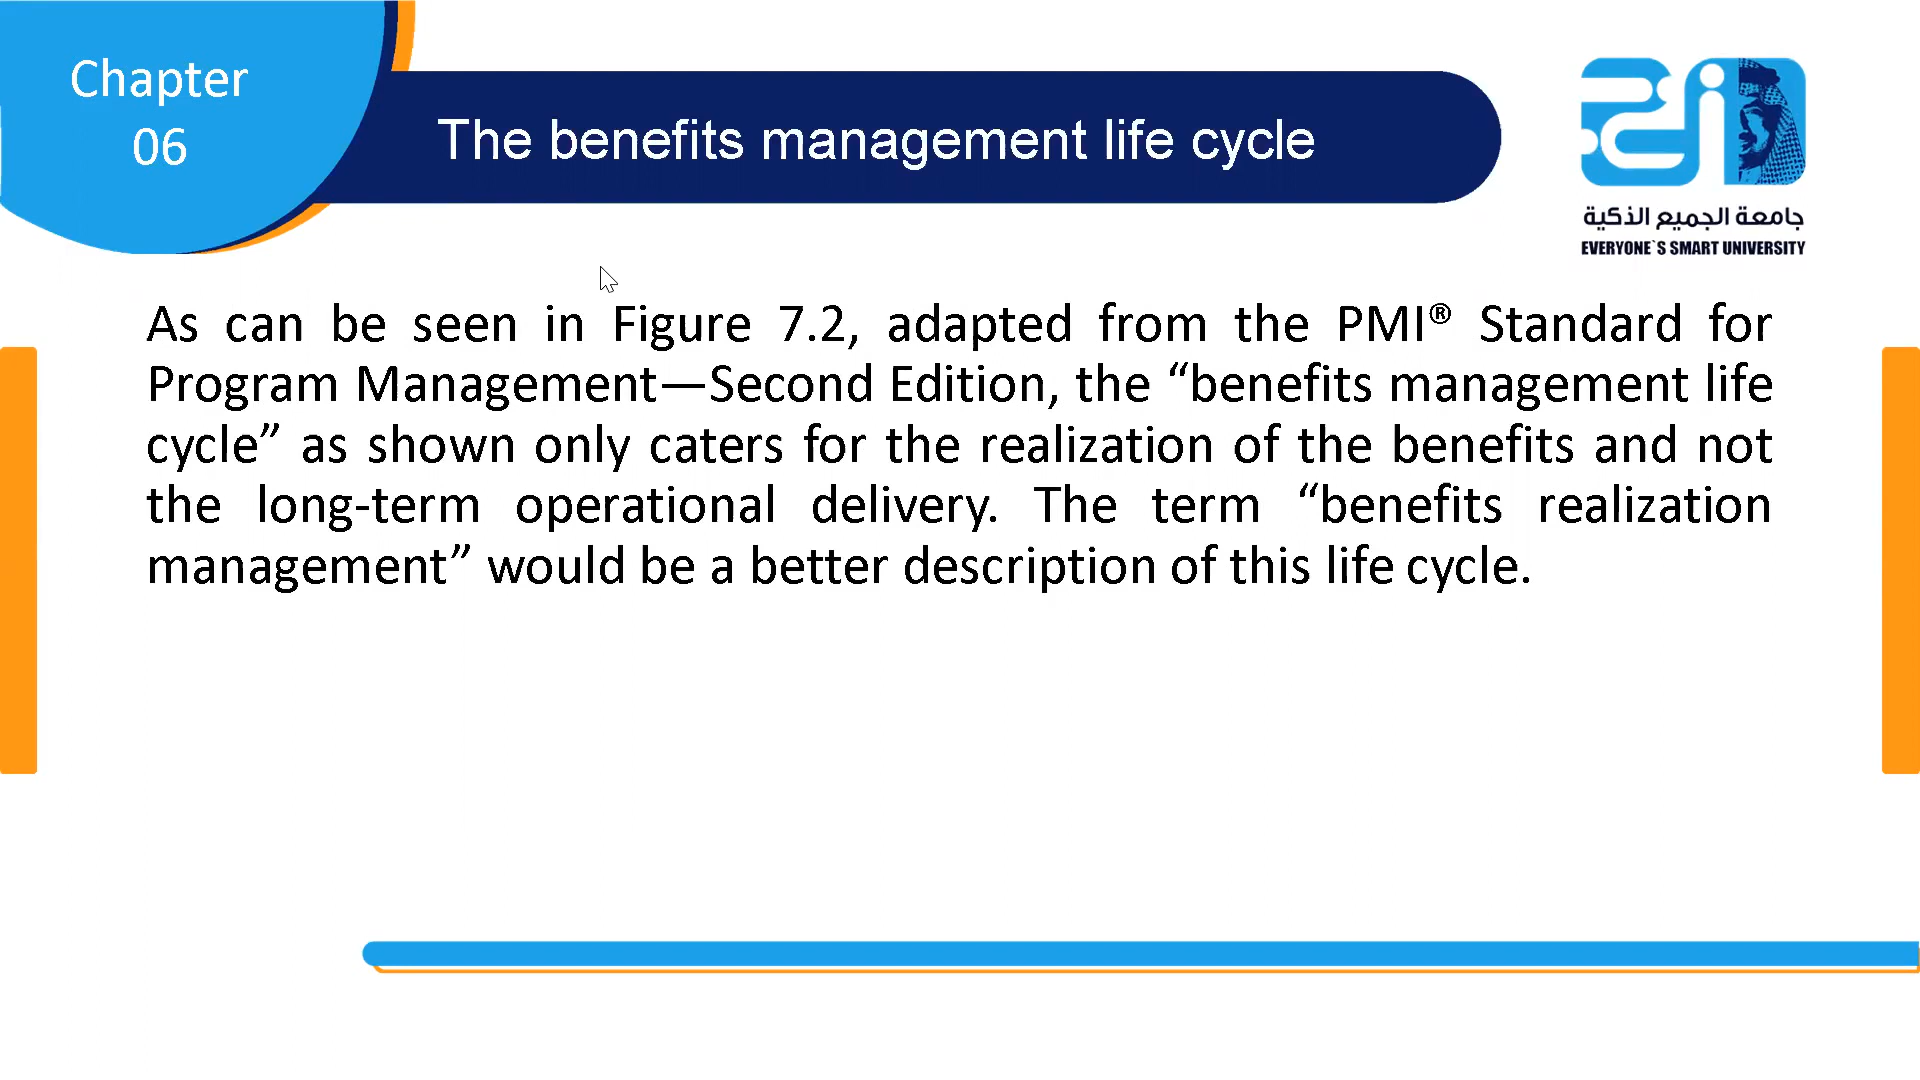 Chapter
06
The benefits management life cycle
جامعة الجميع الذكية
EVERYONE`S SMART UNIVERSITY
As can be seen in Figure 7.2, adapted from the PMI® Standard for
Program Management—Second Edition, the “benefits management life
cycle” as shown only caters for the realization of the benefits and not
the long-term operational delivery. The term “benefits realization
management” would be a better description of this life cycle.